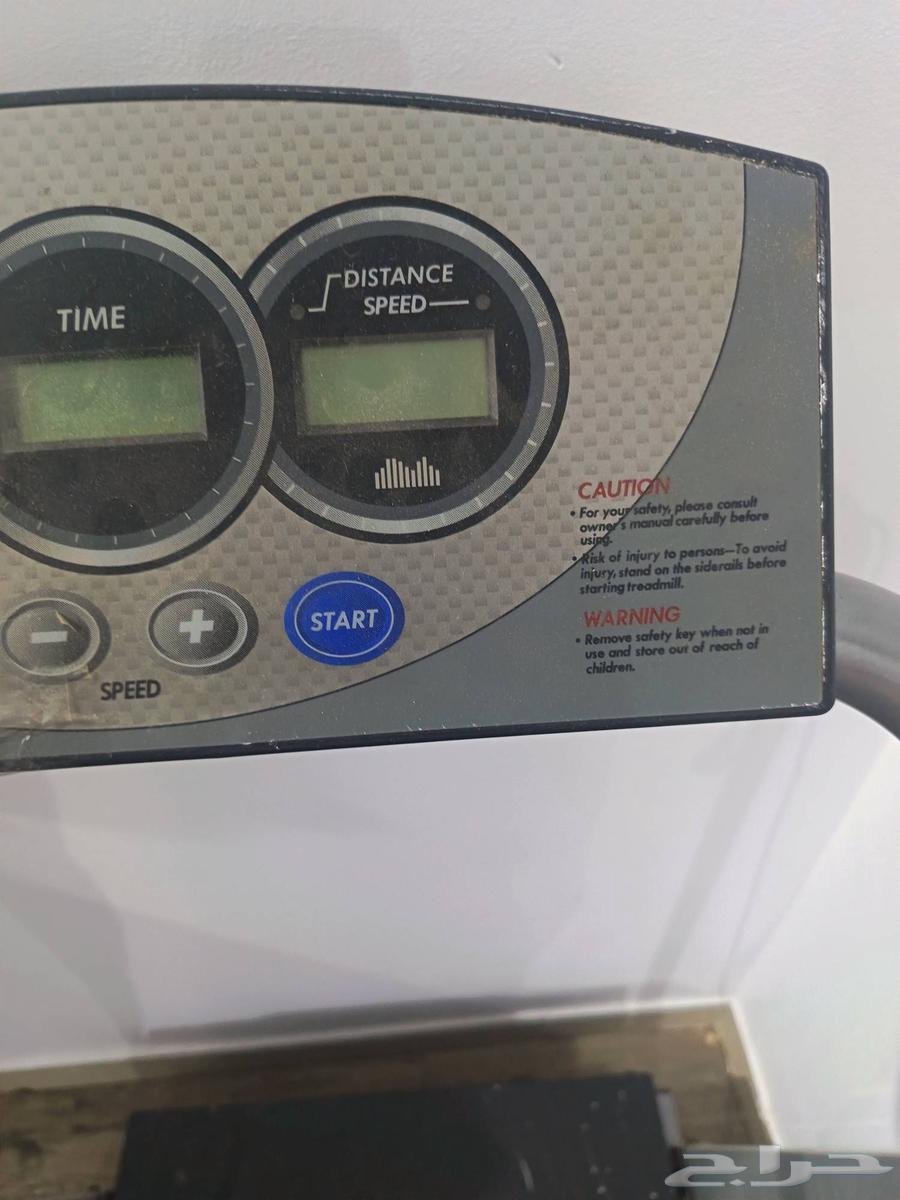 TIME
DISTANCE
SPEED
- +
START
SPEED
CAUTION
• For your safety, please consult
owner's manual carefully before
using.
• Risk of injury to persons—To avoid
injury, stand on the siderails before
starting treadmill.
WARNING
• Remove safety key when not in
use and store out of reach of
children.
حراج